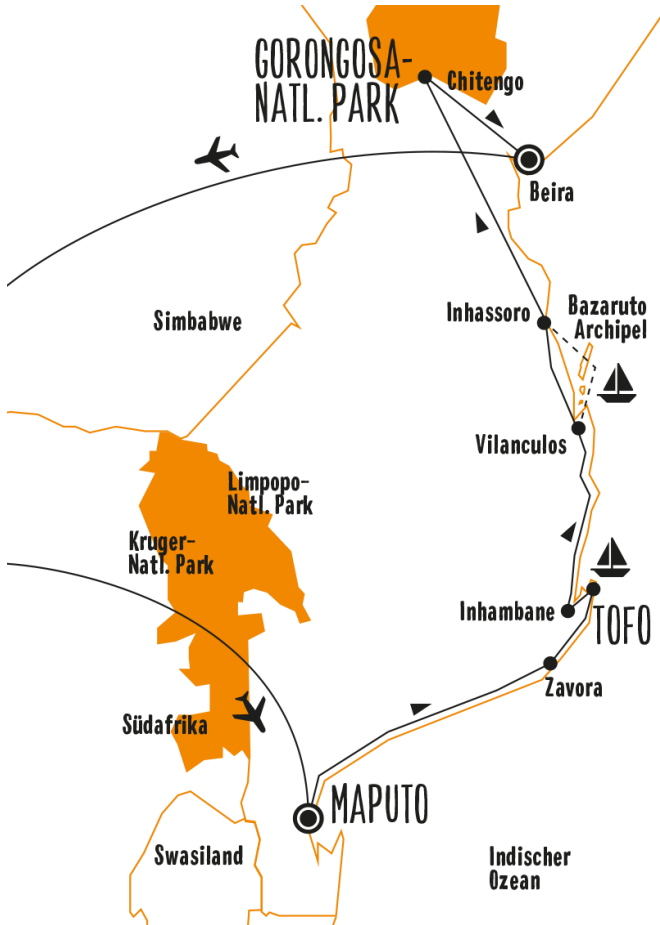 GORONGOSA-
NATL. PARK
Chitengo
Beira
Simbabwe
Inhassoro
Bazaruto
Archipel
Vilanculos
Limpopo-
Natl. Park
Kruger-
Natl. Park
Inhambane
TOFO
Zavora
Südafrika
MAPUTO
Swasiland
Indischer
Ozean